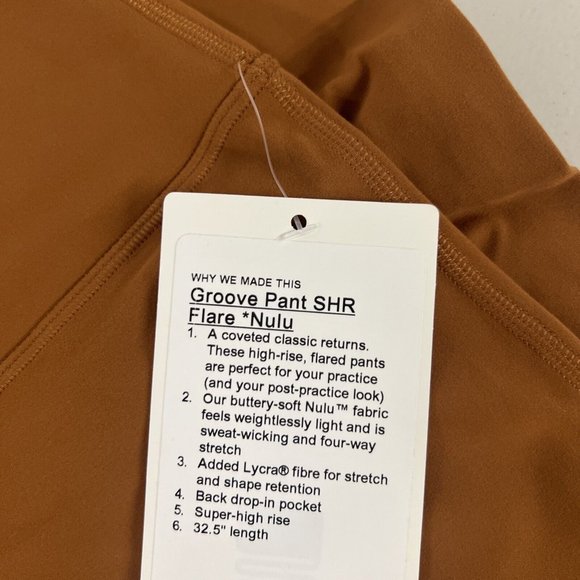 WHY WE MADE THIS
Groove Pant SHR
Flare *Nulu
1. A coveted classic returns.
These high-rise, flared pants
are perfect for your practice
(and your post-practice look)
2. Our buttery-soft Nulu™ fabric
feels weightlessly light and is
sweat-wicking and four-way
stretch
3. Added Lycra® fibre for stretch
and shape retention
4. Back drop-in pocket
5. Super-high rise
6. 32.5" length